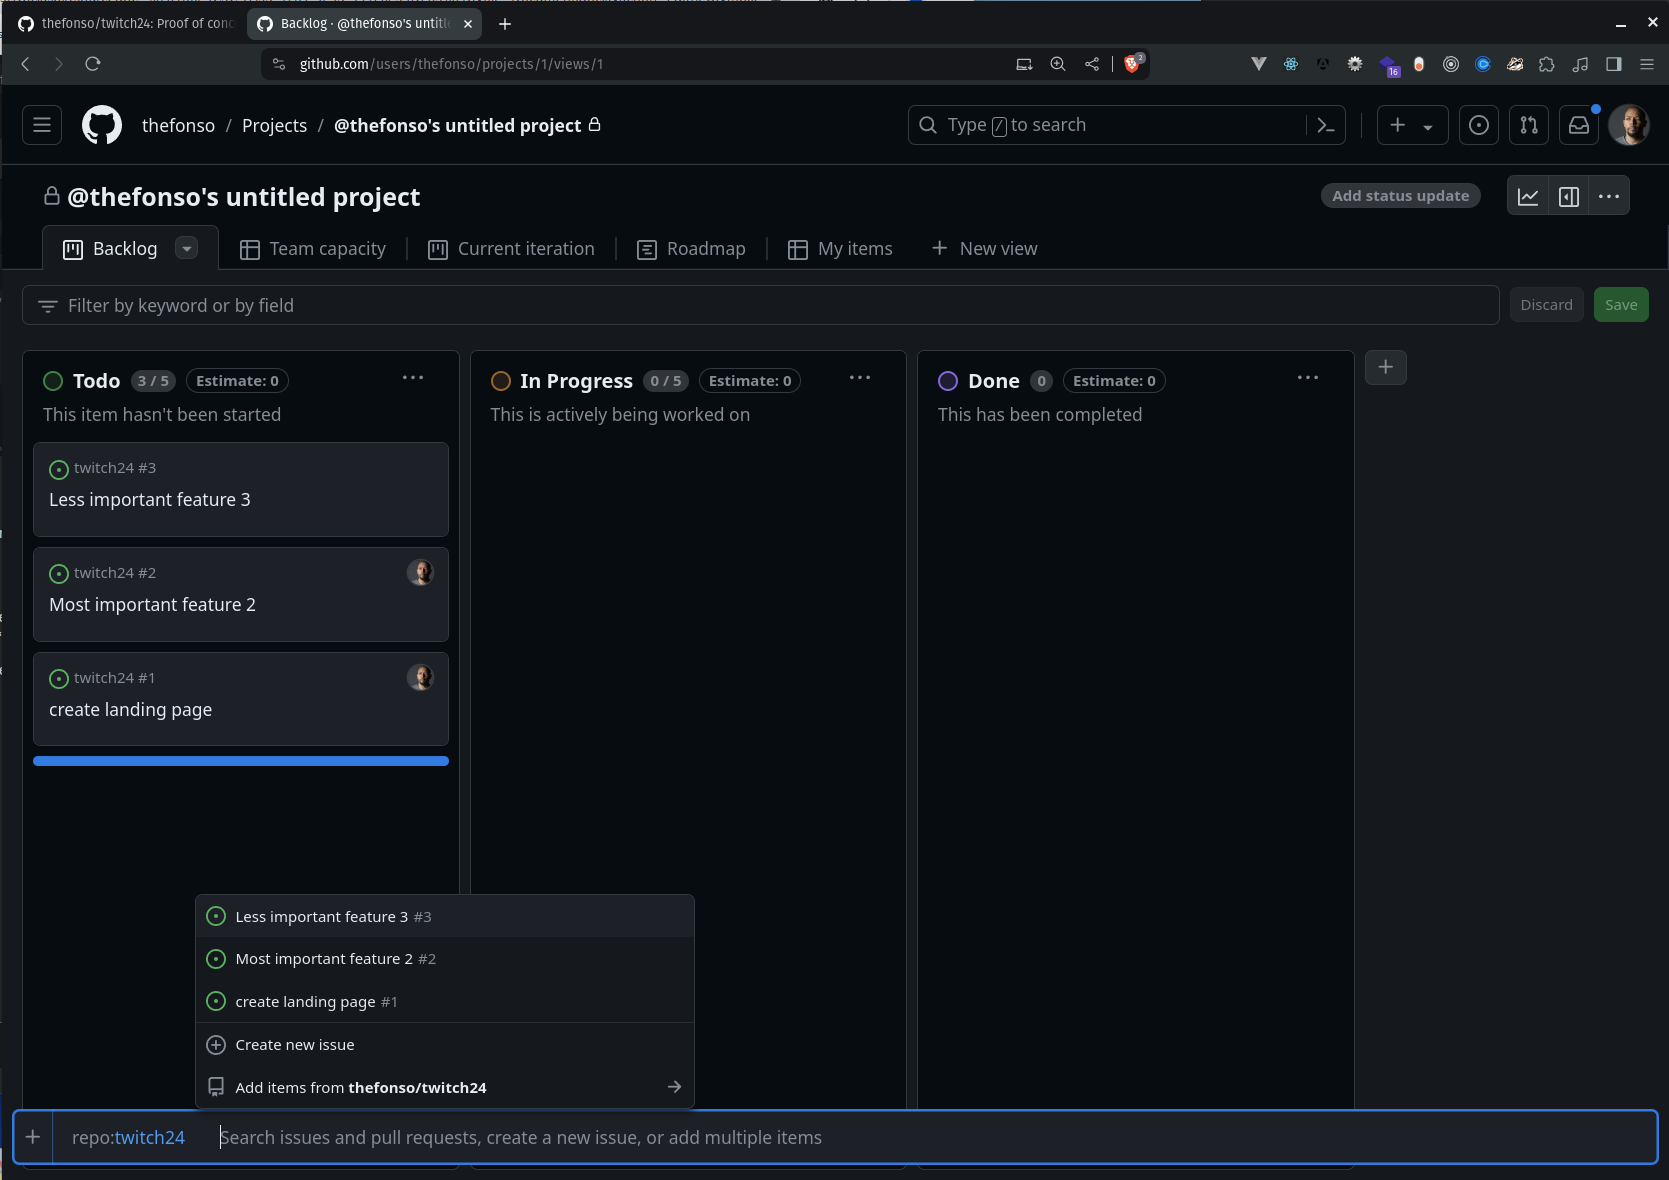 thefonso/twitch24: Proof of conc
Backlog · @thefonso's untitl
github.com/users/thefonso/projects/1/views/1
2
16
thefonso / Projects / @thefonso's untitled project
Type / to search
@thefonso's untitled project
Add status update
Backlog
Team capacity
Current iteration
Roadmap
My items
New view
Filter by keyword or by field
Discard
Save
Todo 3 / 5 Estimate: 0
This item hasn't been started
twitch24 #3
Less important feature 3
twitch24 #2
Most important feature 2
twitch24 #1
create landing page
In Progress 0 / 5 Estimate: 0
This is actively being worked on
Done 0 Estimate: 0
This has been completed
Less important feature 3 #3
Most important feature 2 #2
create landing page #1
Create new issue
Add items from thefonso/twitch24
repo:twitch24 Search issues and pull requests, create a new issue, or add multiple items